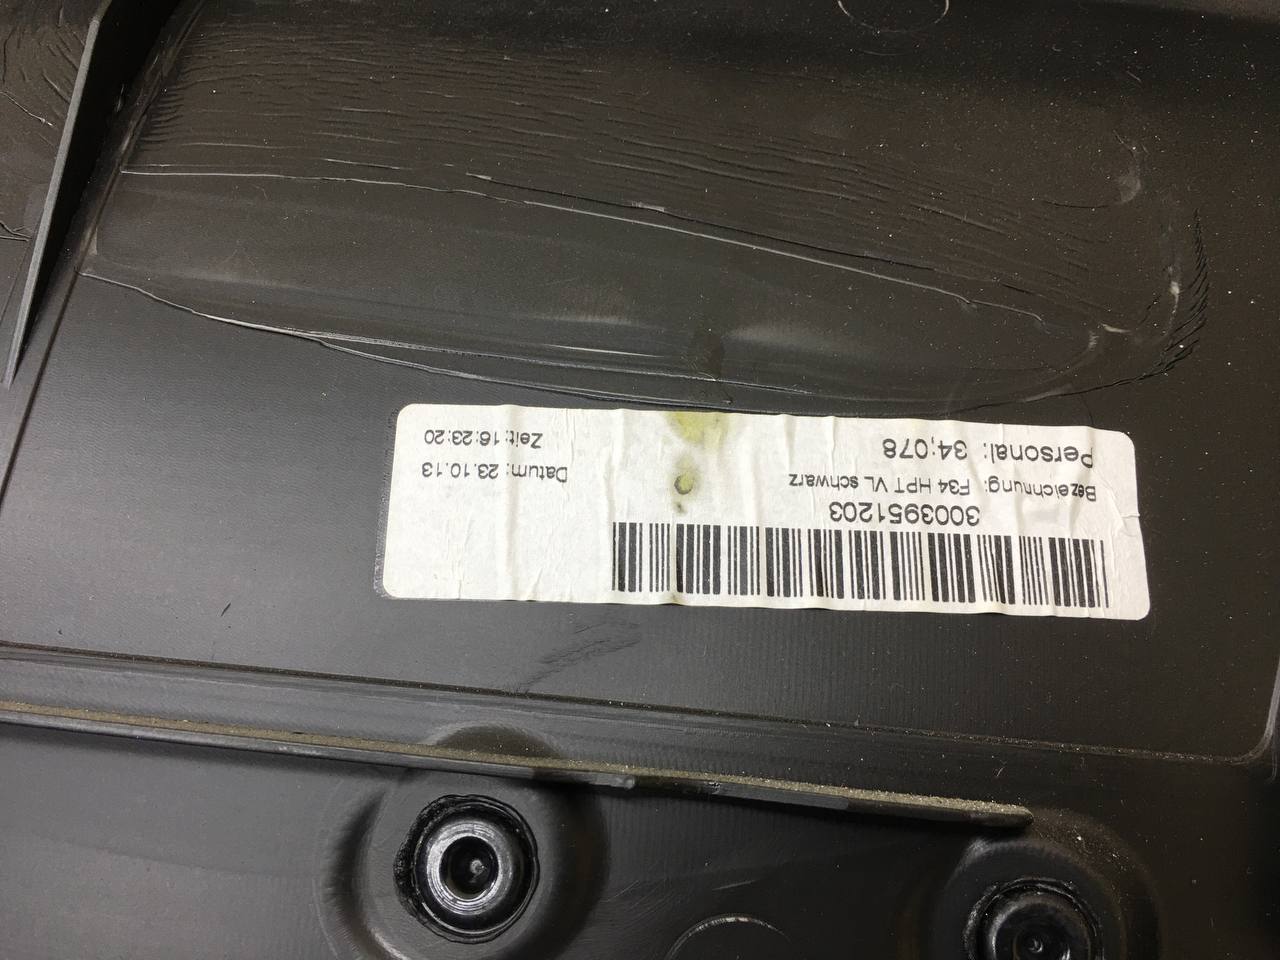 3003951203
Bezeichnung: F34 HPT VL schwarz
Personal: 34;078
Datum: 23.10.13
Zeit: 16:23:20